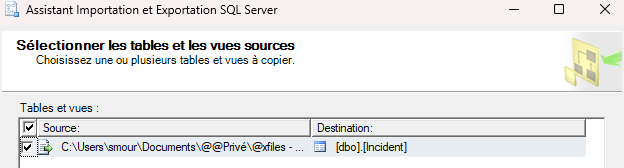 Assistant Importation et Exportation SQL Server
Sélectionner les tables et les vues sources
Choisissez une ou plusieurs tables et vues à copier.
Tables et vues :
Source: Destination:
C:\Users\smour\Documents\@@Privé\@xfiles - ... [dbo].[Incident]